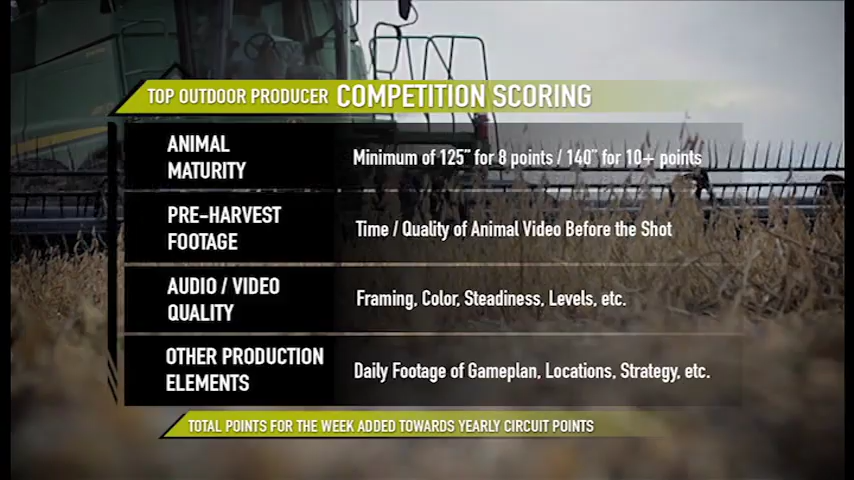 TOP OUTDOOR PRODUCER COMPETITION SCORING
ANIMAL
MATURITY
Minimum of 125" for 8 points / 140" for 10+ points
PRE-HARVEST
FOOTAGE
Time / Quality of Animal Video Before the Shot
AUDIO / VIDEO
QUALITY
Framing, Color, Steadiness, Levels, etc.
OTHER PRODUCTION
ELEMENTS
Daily Footage of Gameplan, Locations, Strategy, etc.
TOTAL POINTS FOR THE WEEK ADDED TOWARDS YEARLY CIRCUIT POINTS